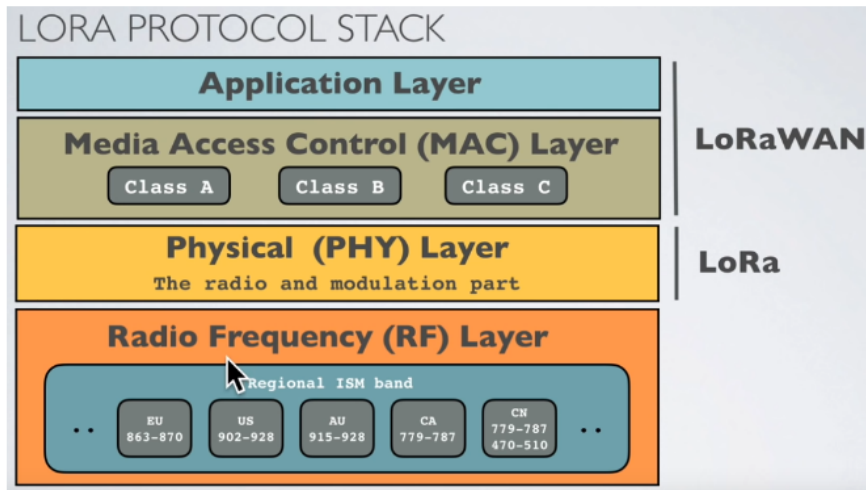 LORA PROTOCOL STACK
Application Layer
Media Access Control (MAC) Layer
Class A
Class B
Class C
LoRaWAN
Physical (PHY) Layer
The radio and modulation part
LoRa
Radio Frequency (RF) Layer
Regional ISM band
..
EU
863-870
US
902-928
AU
915-928
CA
779-787
CN
779-787
470-510
..